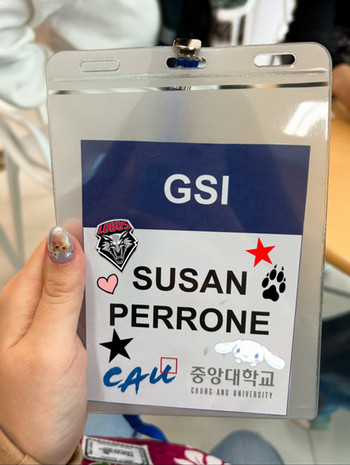 GSI
LOBOS
SUSAN
PERRONE
CAU 중앙대학교
CHUNG-ANG UNIVERSITY